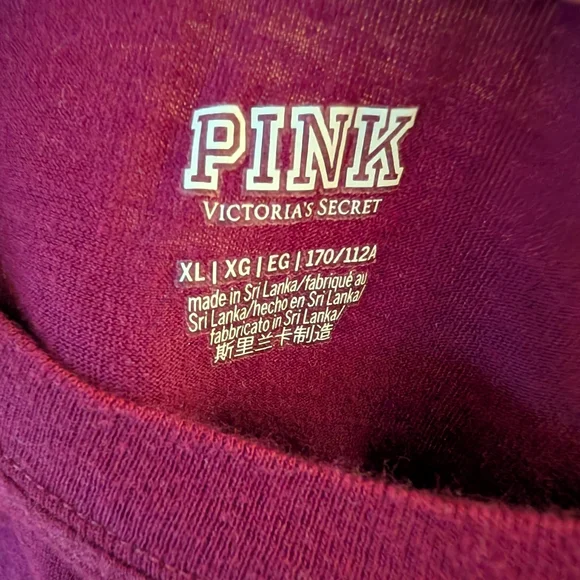 PINK
VICTORIA'S SECRET
XL | XG | EG | 170/112A
made in Sri Lanka/fabriqué au
Sri Lanka/hecho en Sri Lanka/
fabbricato in Sri Lanka/
斯里兰卡制造